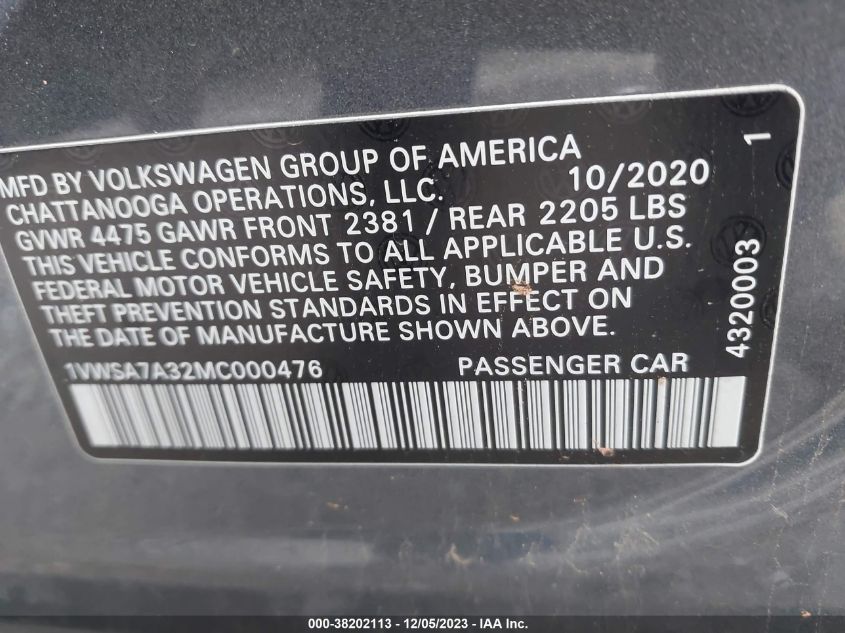 MFD BY VOLKSWAGEN GROUP OF AMERICA
CHATTANOOGA OPERATIONS, LLC. 10/2020
GVWR 4475 GAWR FRONT 2381 / REAR 2205 LBS
THIS VEHICLE CONFORMS TO ALL APPLICABLE U.S.
FEDERAL MOTOR VEHICLE SAFETY, BUMPER AND
THEFT PREVENTION STANDARDS IN EFFECT ON
THE DATE OF MANUFACTURE SHOWN ABOVE.
1VWSA7A32MC000476 PASSENGER CAR
4320003 1
000-38202113 - 12/05/2023 - IAA Inc.